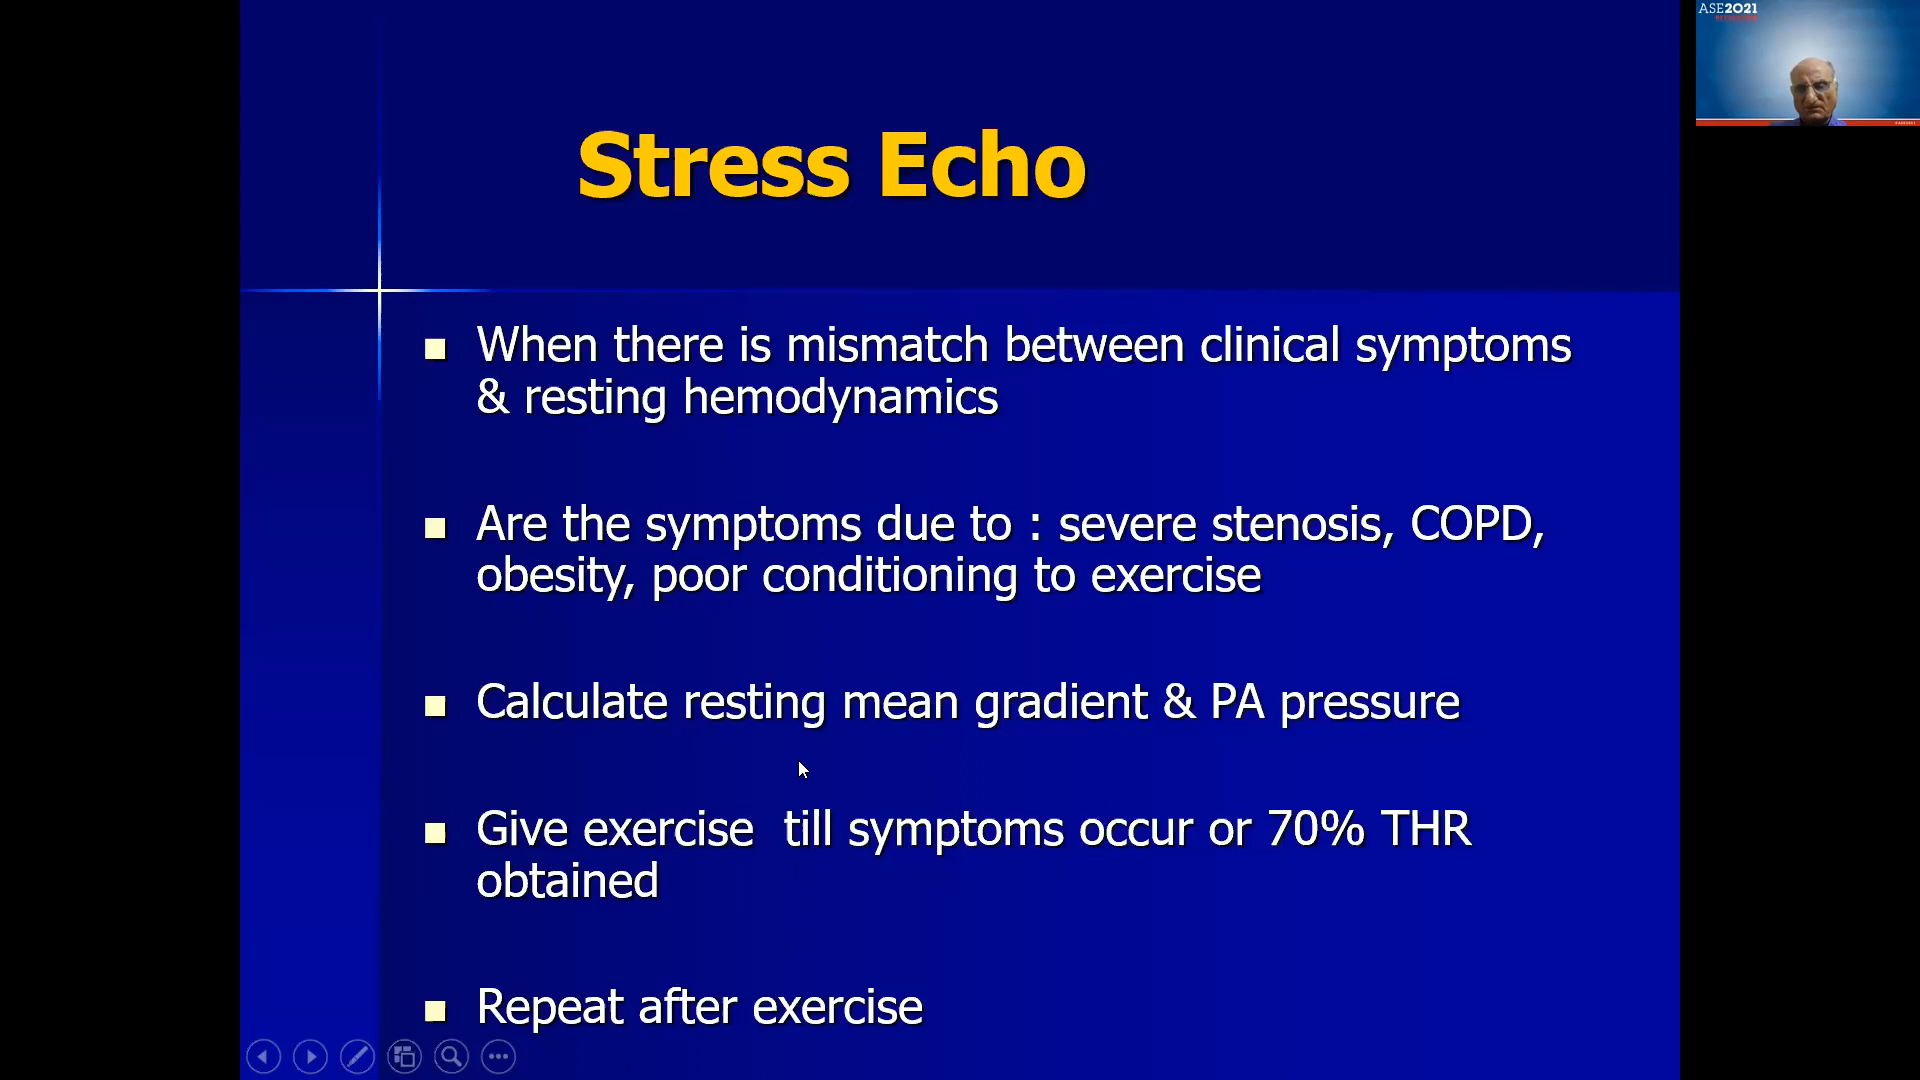 Stress Echo
When there is mismatch between clinical symptoms
& resting hemodynamics
Are the symptoms due to : severe stenosis, COPD,
obesity, poor conditioning to exercise
Calculate resting mean gradient & PA pressure
Give exercise  till symptoms occur or 70% THR
obtained
Repeat after exercise
ASE2021